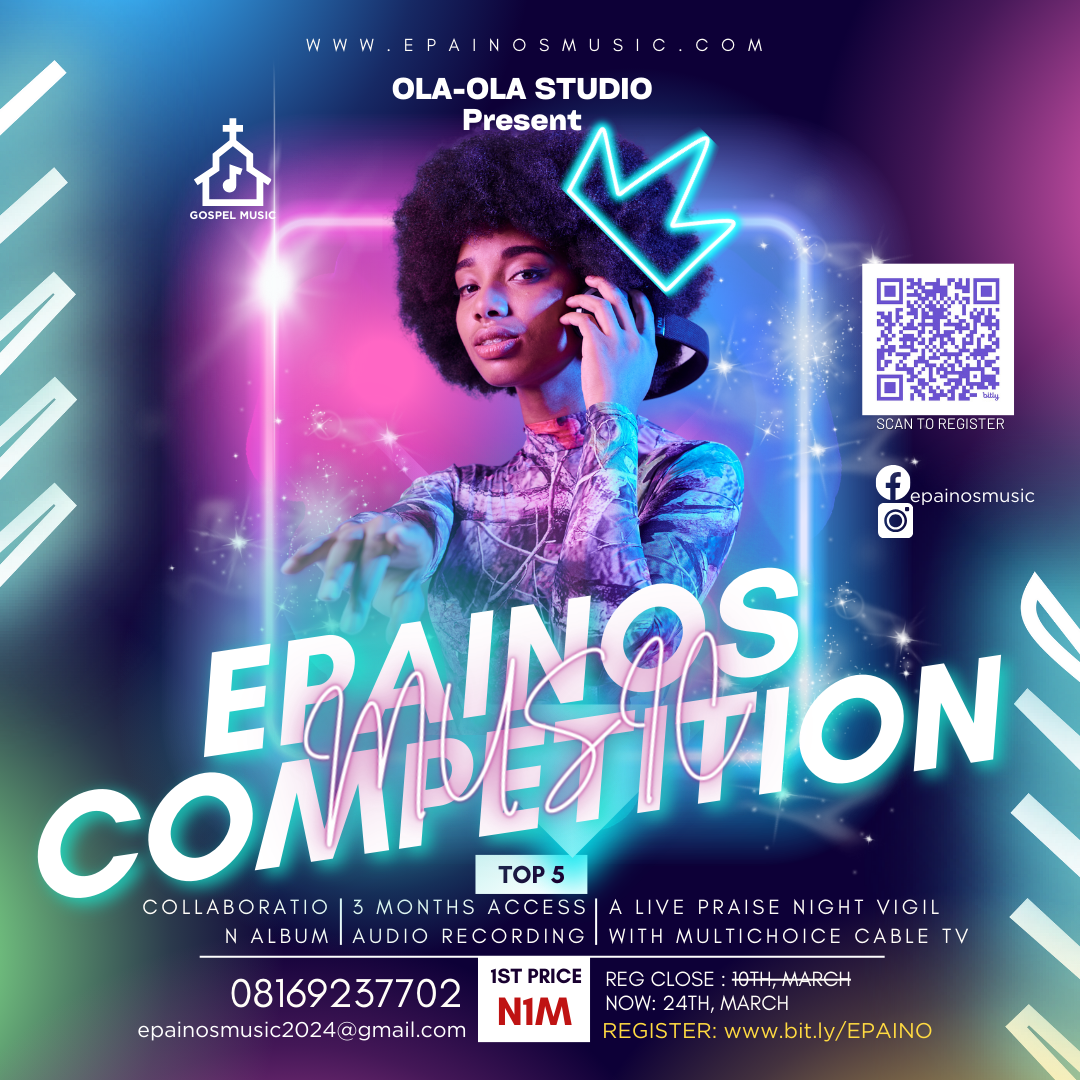 WWW.EPAINOSMUSIC.COM
OLA-OLA STUDIO
Present
GOSPEL MUSIC
bitly
SCAN TO REGISTER
epainosmusic
EPAINOS
MUSIC
COMPETITION
TOP 5
COLLABORATIO
N ALBUM
3 MONTHS ACCESS
AUDIO RECORDING
A LIVE PRAISE NIGHT VIGIL
WITH MULTICHOICE CABLE TV
08169237702
epainosmusic2024@gmail.com
1ST PRICE
N1M
REG CLOSE : 10TH, MARCH
NOW: 24TH, MARCH
REGISTER: www.bit.ly/EPAINO